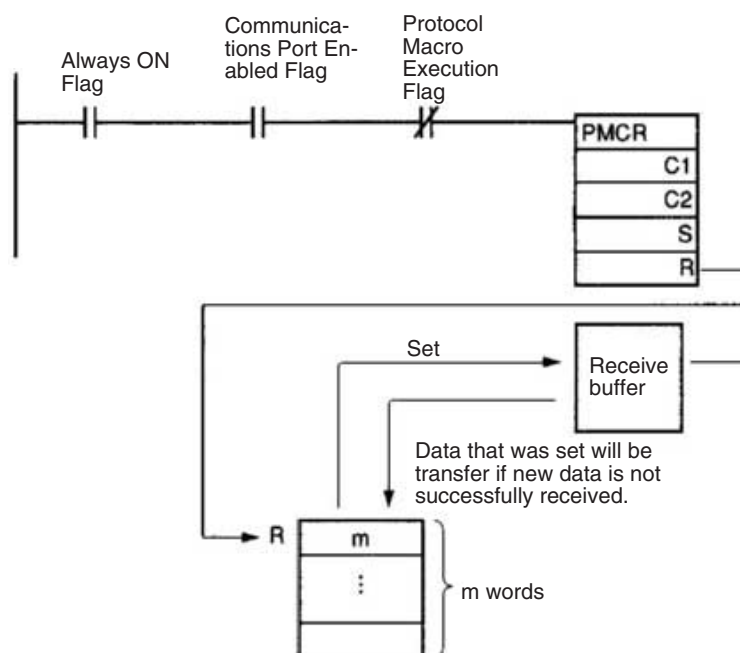 Always ON
Flag
Communica-
tions Port En-
abled Flag
Protocol
Macro
Execution
Flag
PMCR
C1
C2
S
R
Set
Receive
buffer
Data that was set will be
transfer if new data is not
successfully received.
R
m
⋮
m words